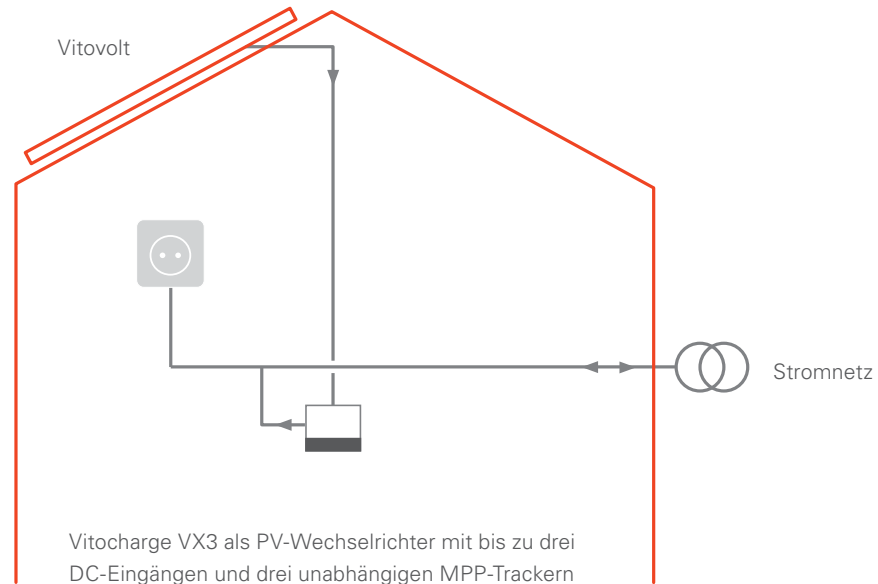 Vitovolt
Stromnetz
Vitocharge VX3 als PV-Wechselrichter mit bis zu drei
DC-Eingängen und drei unabhängigen MPP-Trackern